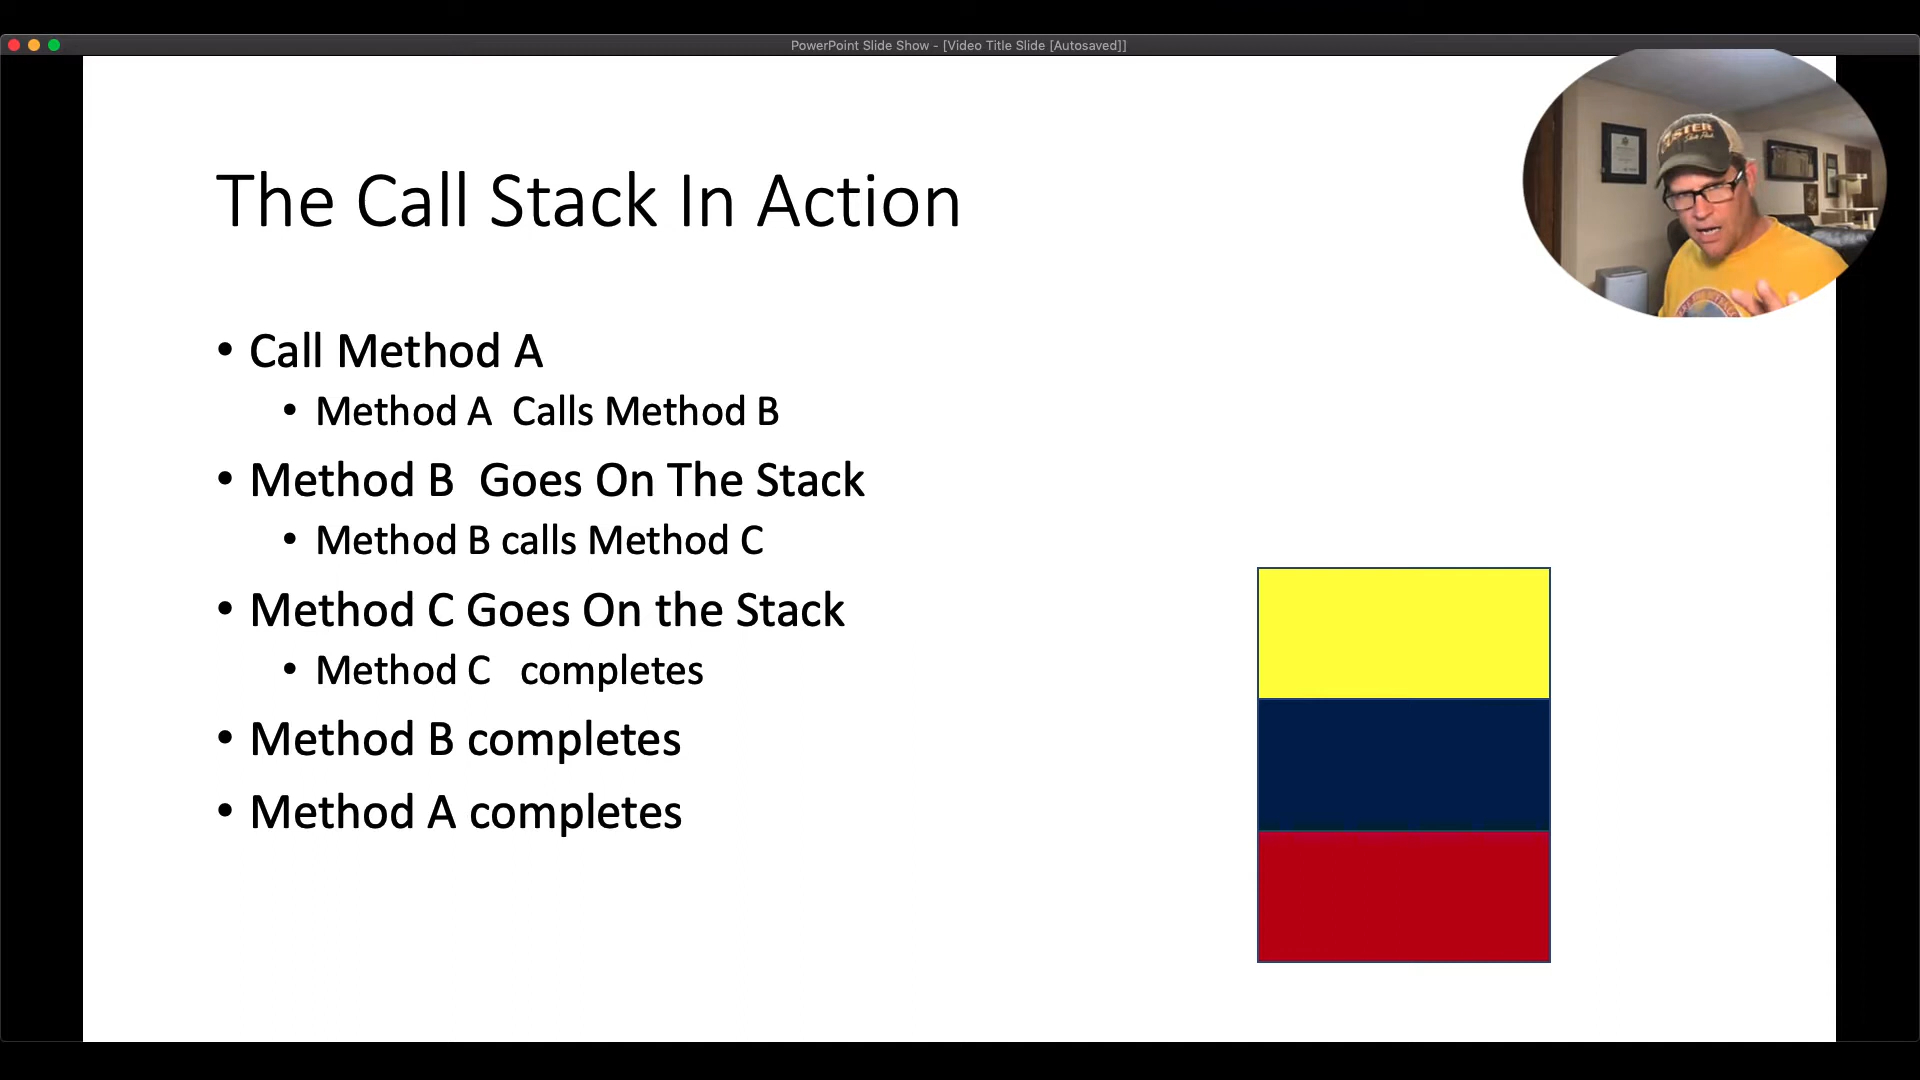 PowerPoint Slide Show - [Video Title Slide [Autosaved]]
The Call Stack In Action
• Call Method A
• Method A  Calls Method B
• Method B  Goes On The Stack
• Method B calls Method C
• Method C Goes On the Stack
• Method C   completes
• Method B completes
• Method A completes